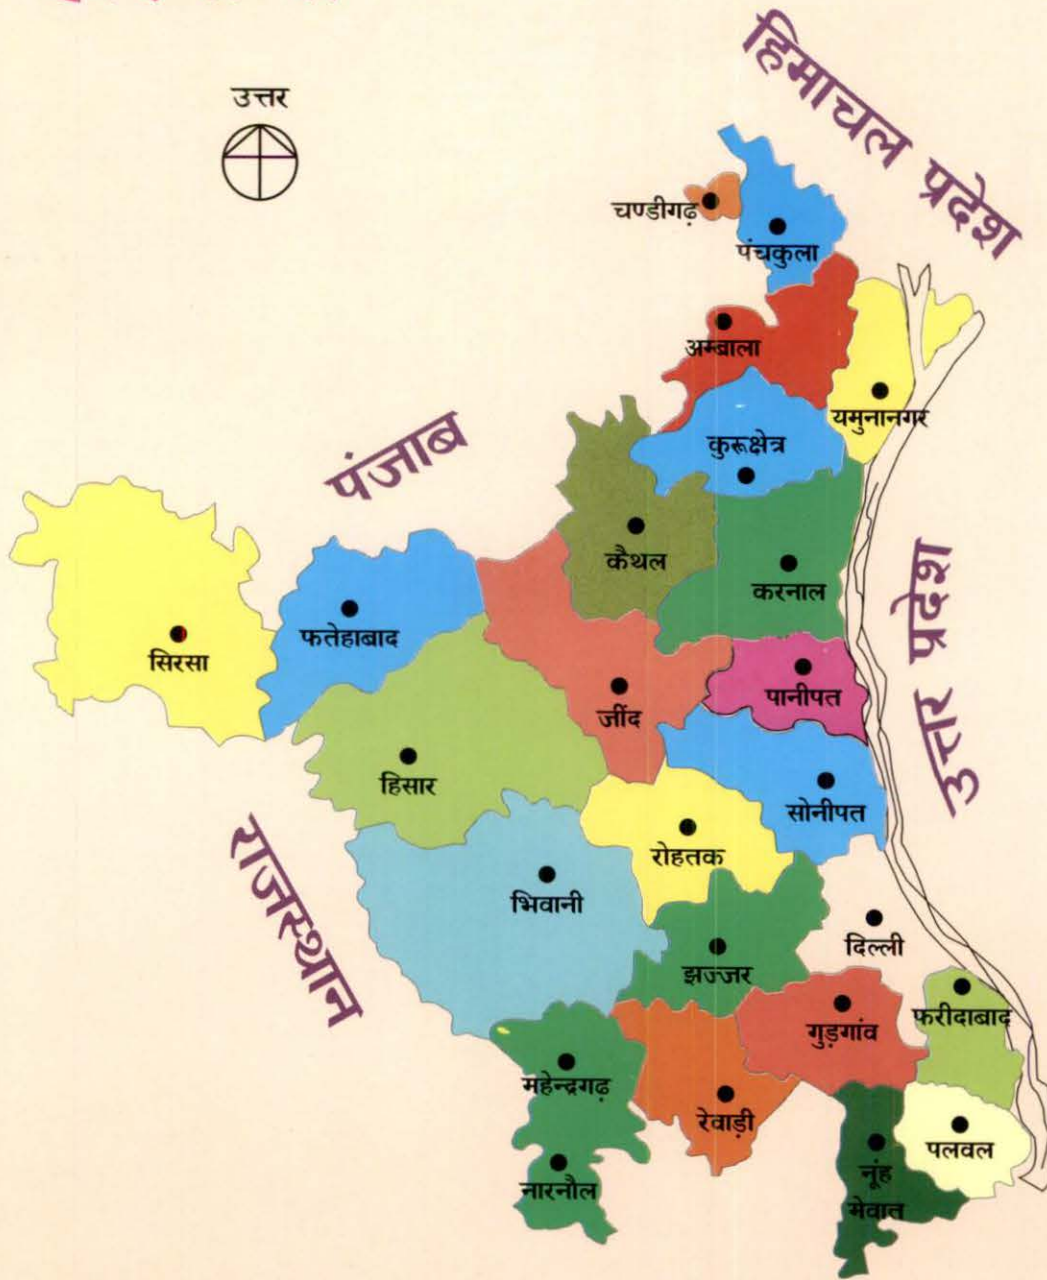 उत्तर
हिमाचल प्रदेश
चण्डीगढ़
पंचकुला
अम्बाला
यमुनानगर
पंजाब
कुरूक्षेत्र
कैथल
करनाल
उत्तर प्रदेश
सिरसा
फतेहाबाद
जींद
पानीपत
हिसार
सोनीपत
राजस्थान
रोहतक
भिवानी
दिल्ली
झज्जर
गुड़गांव
फरीदाबाद
महेन्द्रगढ़
रेवाड़ी
पलवल
नूंह
मेवात
नारनौल